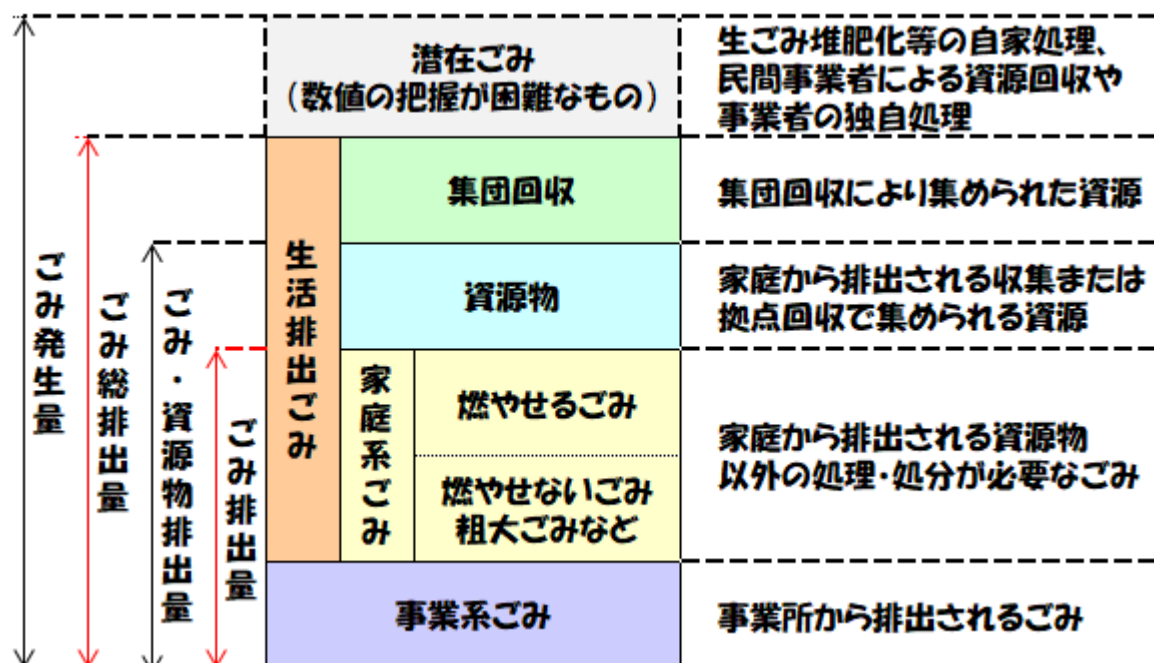 潜在ごみ
（数値の把握が困難なもの）
生ごみ堆肥化等の自家処理、
民間事業者による資源回収や
事業者の独自処理
集団回収
集団回収により集められた資源
資源物
家庭から排出される収集または
拠点回収で集められる資源
生活排出ごみ
家庭系ごみ
燃やせるごみ
燃やせないごみ
粗大ごみなど
家庭から排出される資源物
以外の処理・処分が必要なごみ
事業系ごみ
事業所から排出されるごみ
ごみ発生量
ごみ総排出量
ごみ・資源物排出量
ごみ排出量